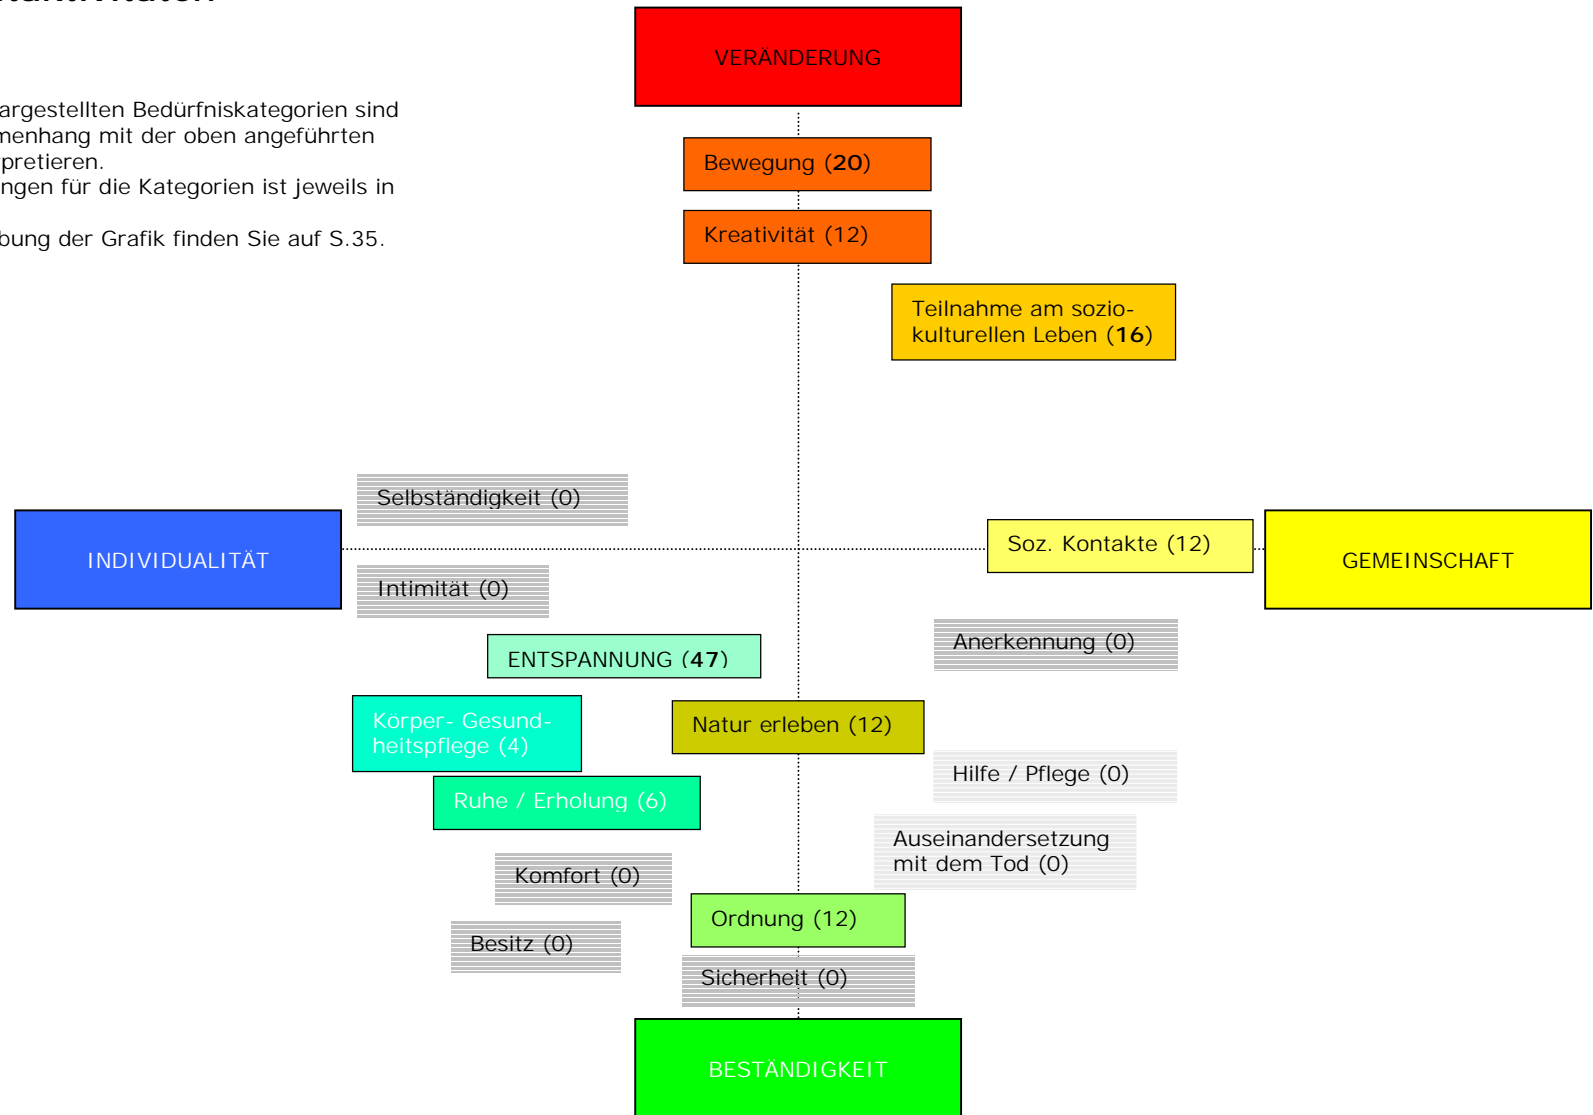 VERÄNDERUNG
argestellten Bedürfniskategorien sind
menhang mit der oben angeführten
rpretieren.
ngen für die Kategorien ist jeweils in
bung der Grafik finden Sie auf S.35.
Bewegung (20)
Kreativität (12)
Teilnahme am sozio-
kulturellen Leben (16)
Selbständigkeit (0)
INDIVIDUALITÄT
Soz. Kontakte (12)
GEMEINSCHAFT
Intimität (0)
Anerkennung (0)
ENTSPANNUNG (47)
Körper- Gesund-
heitspflege (4)
Natur erleben (12)
Hilfe / Pflege (0)
Ruhe / Erholung (6)
Auseinandersetzung
mit dem Tod (0)
Komfort (0)
Ordnung (12)
Besitz (0)
Sicherheit (0)
BESTÄNDIGKEIT